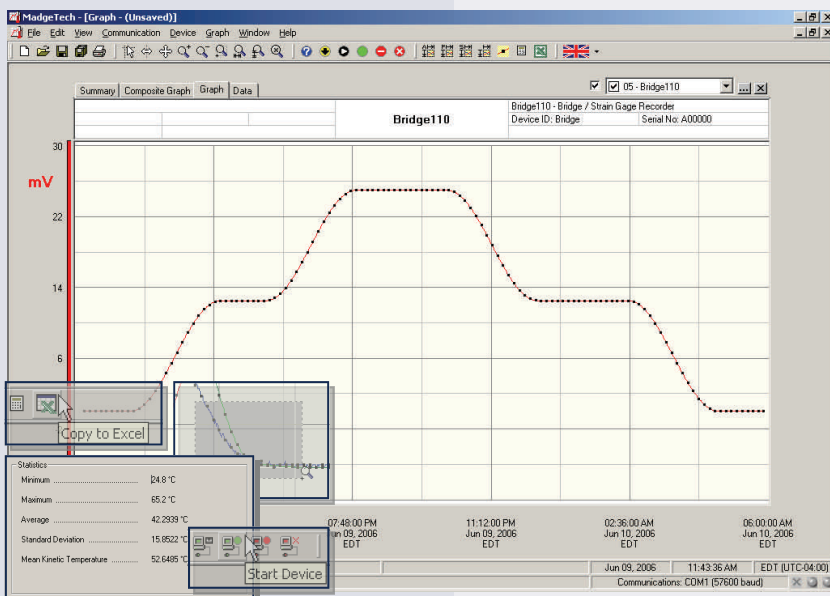 MadgeTech - [Graph - (Unsaved)]
File Edit View Communication Device Graph Window Help
Summary Composite Graph Graph Data
05 - Bridge110
Bridge110
Bridge110 - Bridge / Strain Gage Recorder
Device ID: Bridge Serial No: A00000
30
mV
22
14
6
Copy to Excel
Statistics
Minimum 24.8 °C
Maximum 65.2 °C
Average 42.2939 °C
Standard Deviation 15.8522 °C
Mean Kinetic Temperature 52.6485 °C
Start Device
07:48:00 PM 11:12:00 PM 02:36:00 AM 06:00:00 AM
Jun 09, 2006 Jun 09, 2006 Jun 10, 2006 Jun 10, 2006
EDT EDT EDT EDT
Jun 09, 2006 11:43:36 AM EDT (UTC-04:00)
Communications: COM1 (57600 baud)